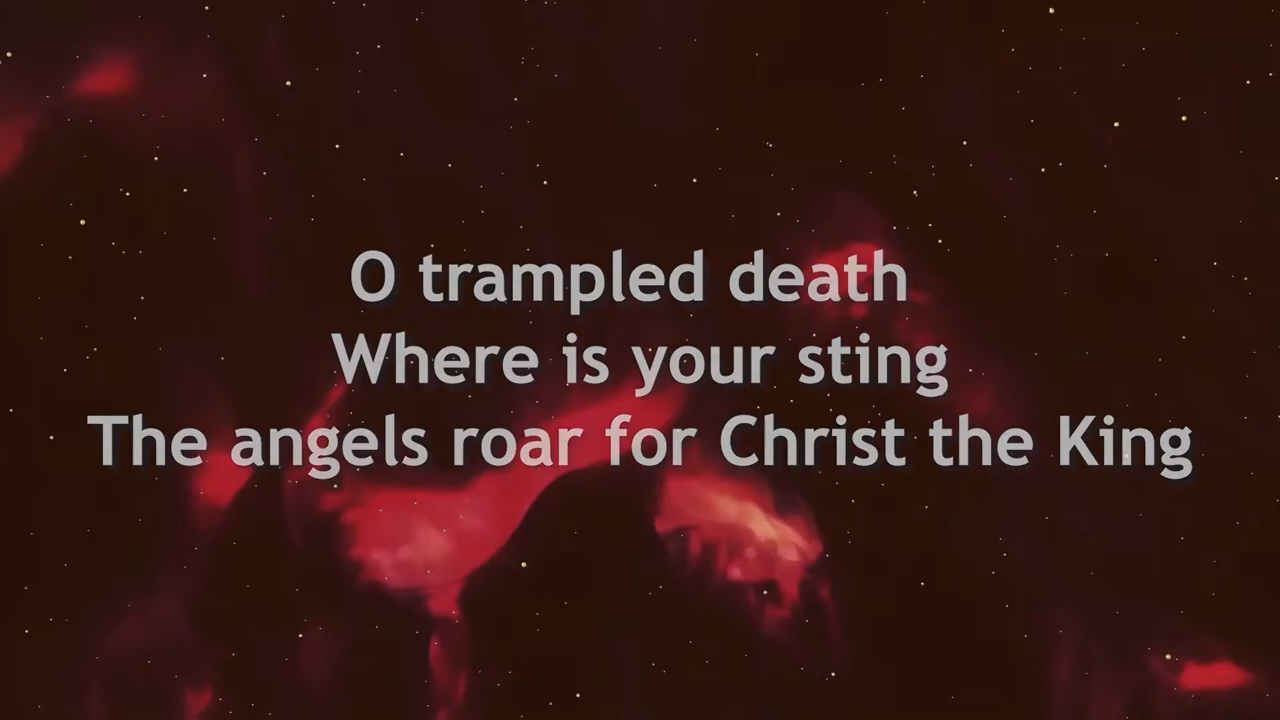 O trampled death
Where is your sting
The angels roar for Christ the King